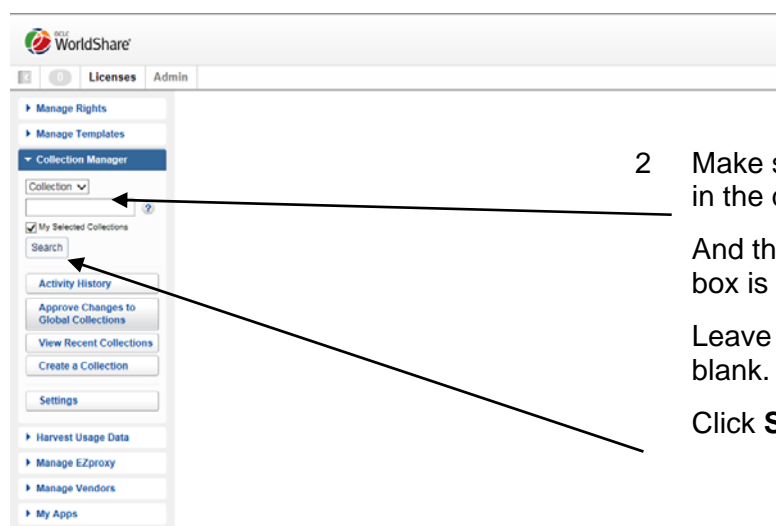 OCLC
WorldShare®
0 Licenses Admin
Manage Rights
Manage Templates
Collection Manager
Collection
?
My Selected Collections
Search
Activity History
Approve Changes to
Global Collections
View Recent Collections
Create a Collection
Settings
Harvest Usage Data
Manage EZproxy
Manage Vendors
My Apps
2 Make
in the
And
box is
Leave
blank.
Click